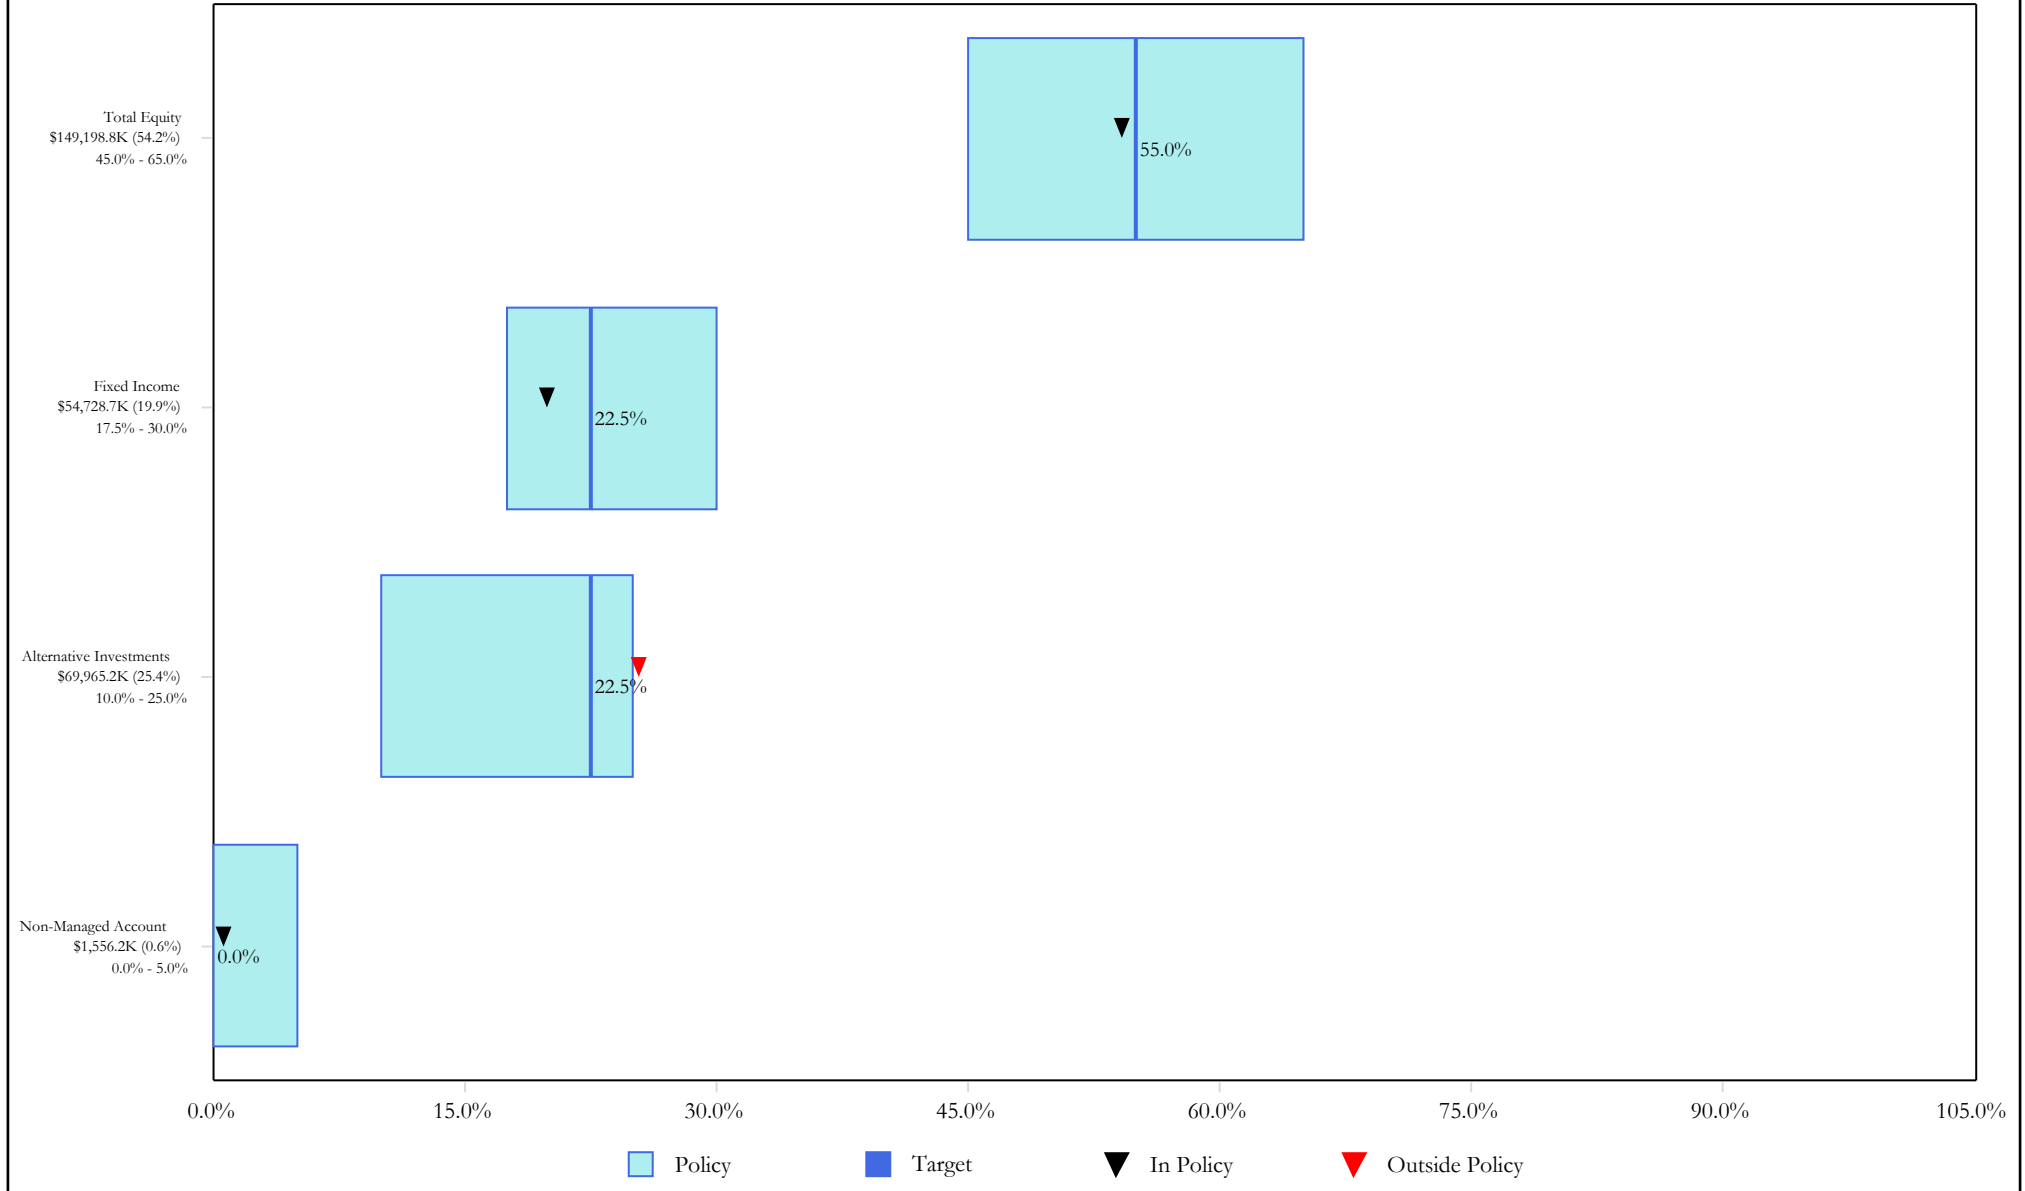 Total Equity
$149,198.8K (54.2%)
45.0% - 65.0%
55.0%
Fixed Income
$54,728.7K (19.9%)
17.5% - 30.0%
22.5%
Alternative Investments
$69,965.2K (25.4%)
10.0% - 25.0%
22.5%
Non-Managed Account
$1,556.2K (0.6%)
0.0% - 5.0%
0.0%
0.0% 15.0% 30.0% 45.0% 60.0% 75.0% 90.0% 105.0%
Policy Target In Policy Outside Policy